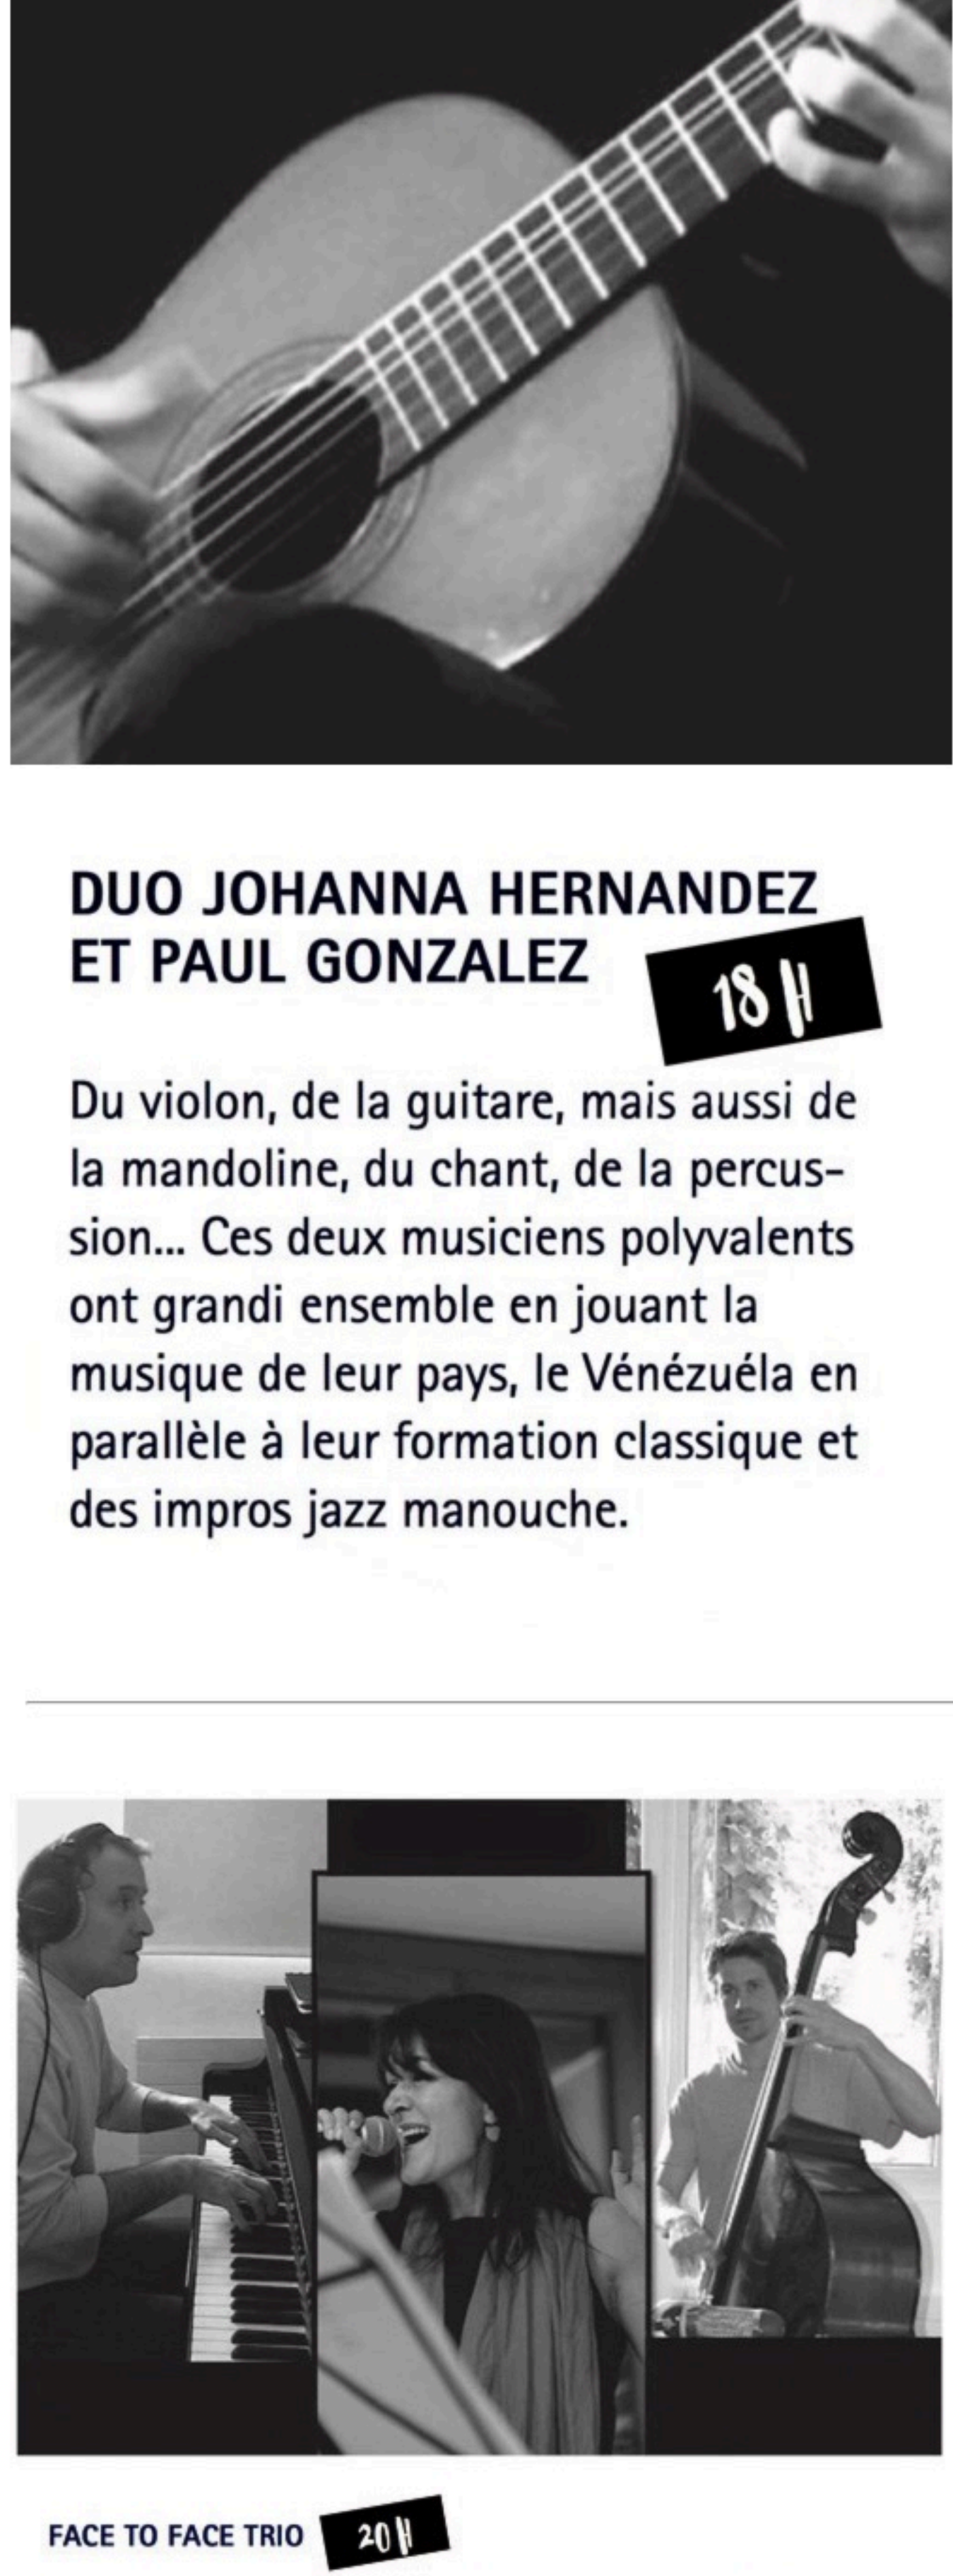 DUO JOHANNA HERNANDEZ
ET PAUL GONZALEZ
18 H
Du violon, de la guitare, mais aussi de
la mandoline, du chant, de la percus-
sion... Ces deux musiciens polyvalents
ont grandi ensemble en jouant la
musique de leur pays, le Vénézuéla en
parallèle à leur formation classique et
des impros jazz manouche.
FACE TO FACE TRIO
20 H